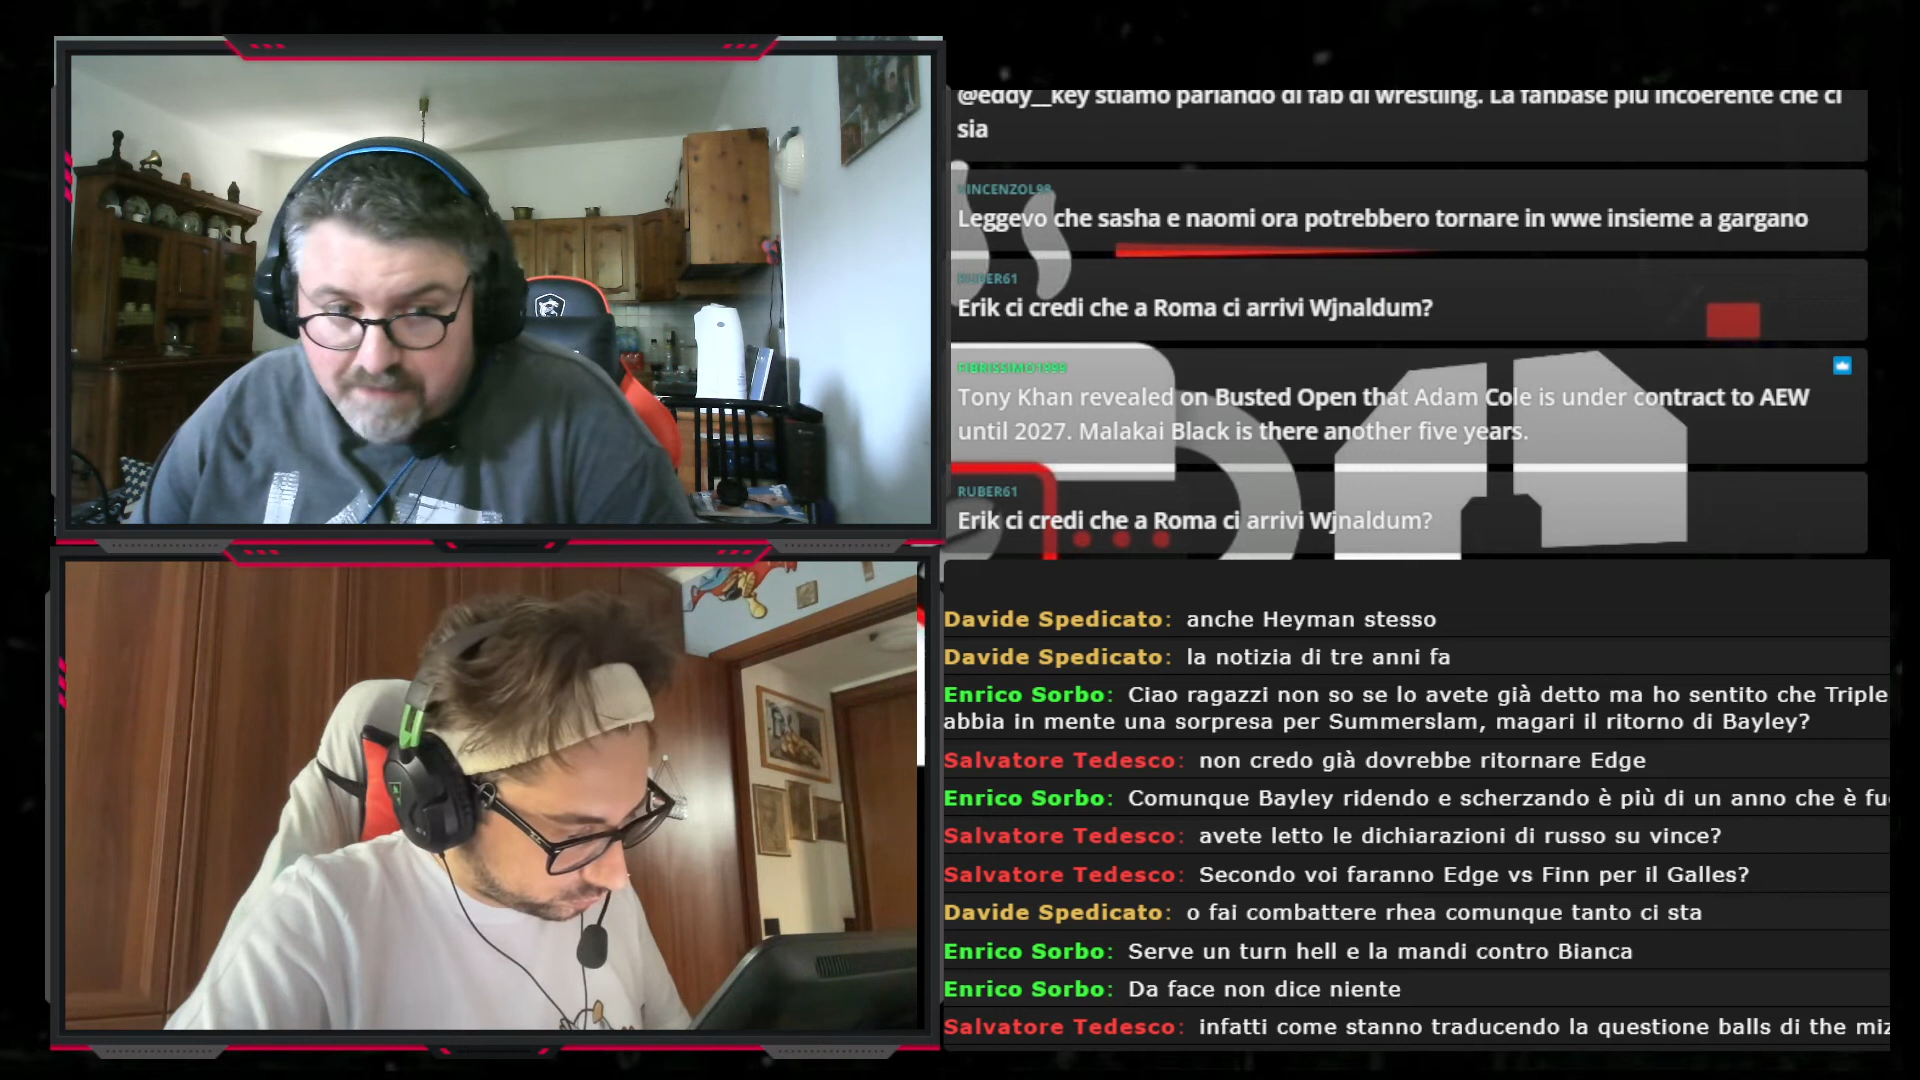 @eddy__key stiamo parlando di fab di wrestling. La fanbase più incoerente che ci
sia
VINCENZOL98
Leggevo che sasha e naomi ora potrebbero tornare in wwe insieme a gargano
RUBER61
Erik ci credi che a Roma ci arrivi Wjnaldum?
FIBRISSIMO1999
Tony Khan revealed on Busted Open that Adam Cole is under contract to AEW
until 2027. Malakai Black is there another five years.
RUBER61
Erik ci credi che a Roma ci arrivi Wjnaldum?
Davide Spedicato: anche Heyman stesso
Davide Spedicato: la notizia di tre anni fa
Enrico Sorbo: Ciao ragazzi non so se lo avete già detto ma ho sentito che Triple
abbia in mente una sorpresa per Summerslam, magari il ritorno di Bayley?
Salvatore Tedesco: non credo già dovrebbe ritornare Edge
Enrico Sorbo: Comunque Bayley ridendo e scherzando è più di un anno che è fu
Salvatore Tedesco: avete letto le dichiarazioni di russo su vince?
Salvatore Tedesco: Secondo voi faranno Edge vs Finn per il Galles?
Davide Spedicato: o fai combattere rhea comunque tanto ci sta
Enrico Sorbo: Serve un turn hell e la mandi contro Bianca
Enrico Sorbo: Da face non dice niente
Salvatore Tedesco: infatti come stanno traducendo la questione balls di the miz